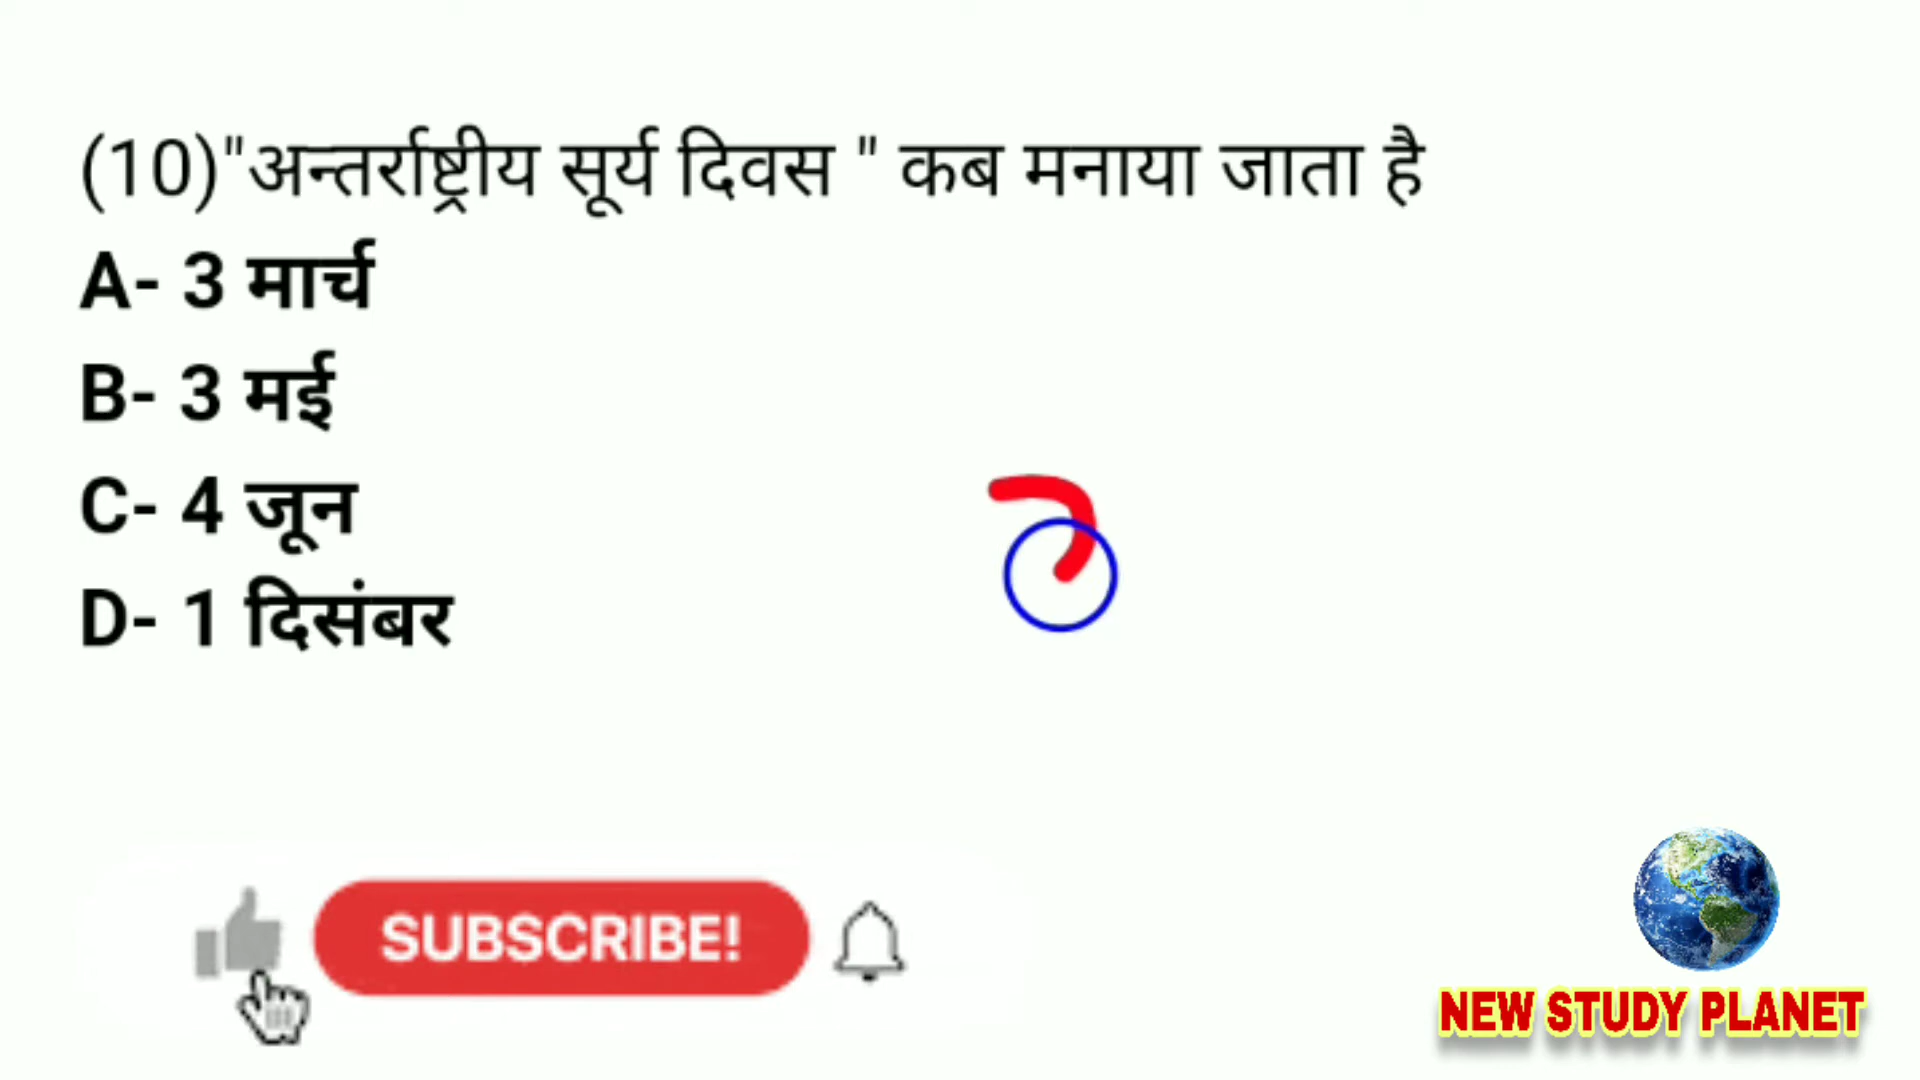 (10)"अन्तर्राष्ट्रीय सूर्य दिवस " कब मनाया जाता है
A- 3 मार्च
B- 3 मई
C- 4 जून
D- 1 दिसंबर
SUBSCRIBE!
NEW STUDY PLANET